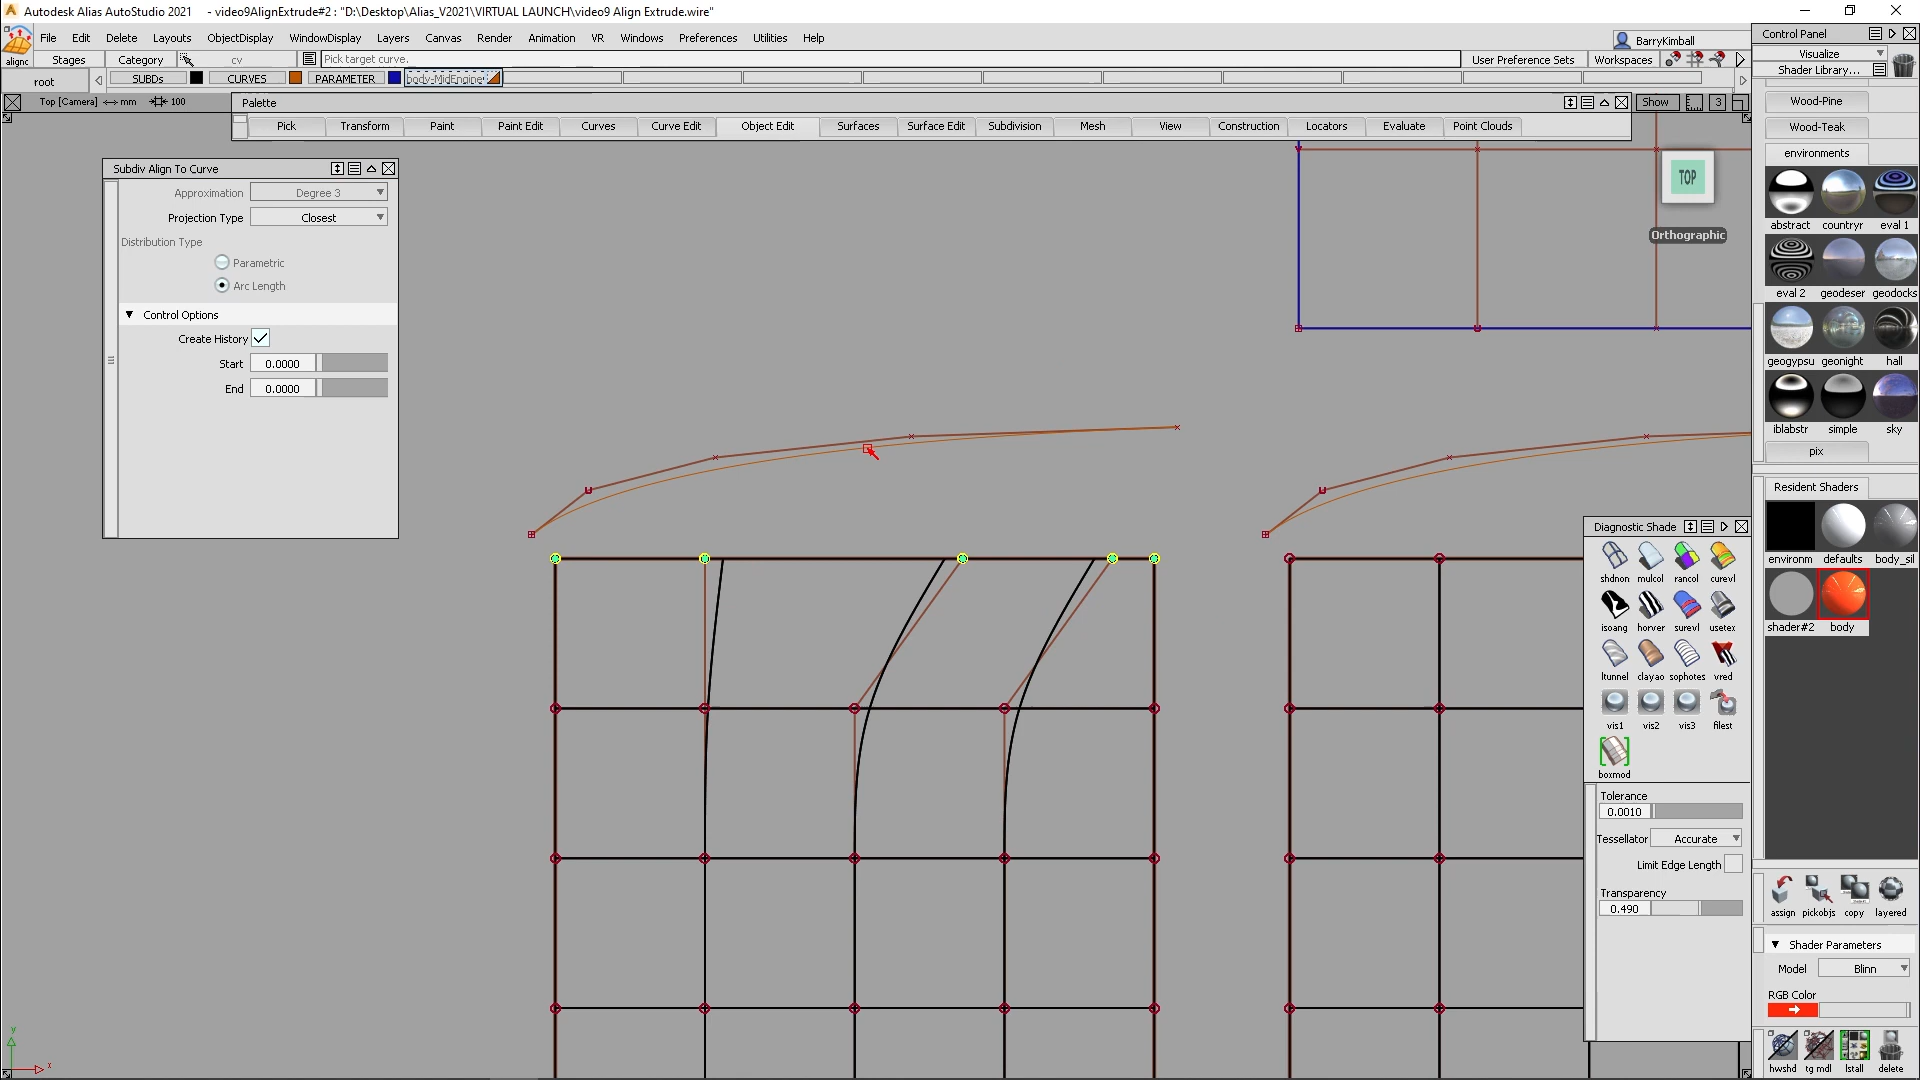 Autodesk Alias AutoStudio 2021 - video9AlignExtrude#2 : "D:\Desktop\Alias_V2021\VIRTUAL LAUNCH\video9 Align Extrude.wire"
File Edit Delete Layouts ObjectDisplay WindowDisplay Layers Canvas Render Animation VR Windows Preferences Utilities Help
BarryKimball
alignc Stages Category cv Pick target curve. User Preference Sets Workspaces
root SUBDs CURVES PARAMETER body-MidEngine
Top [Camera] mm 100
Palette
Show 3
Pick Transform Paint Paint Edit Curves Curve Edit Object Edit Surfaces Surface Edit Subdivision Mesh View Construction Locators Evaluate Point Clouds
Subdiv Align To Curve
Approximation Degree 3
Projection Type Closest
Distribution Type
Parametric
Arc Length
Control Options
Create History
Start 0.0000
End 0.0000
TOP
Orthographic
Control Panel
Visualize
Shader Library...
Wood-Pine
Wood-Teak
environments
abstract countryr eval 1
eval 2 geodeser geodocks
geogypsu geonight hall
iblabstr simple sky
pix
Resident Shaders
environm defaults body_sil
shader#2 body
Diagnostic Shade
shdnon mulcol rancol curevl
isoang horver surevl usetex
ltunnel clayao sophotes vred
vis1 vis2 vis3 filest
boxmod
Tolerance
0.0010
Tessellator Accurate
Limit Edge Length
Transparency
0.490
assign pickobjs copy layered
Shader Parameters
Model Blinn
RGB Color
hwshd tg mdl lstall delete
y
x